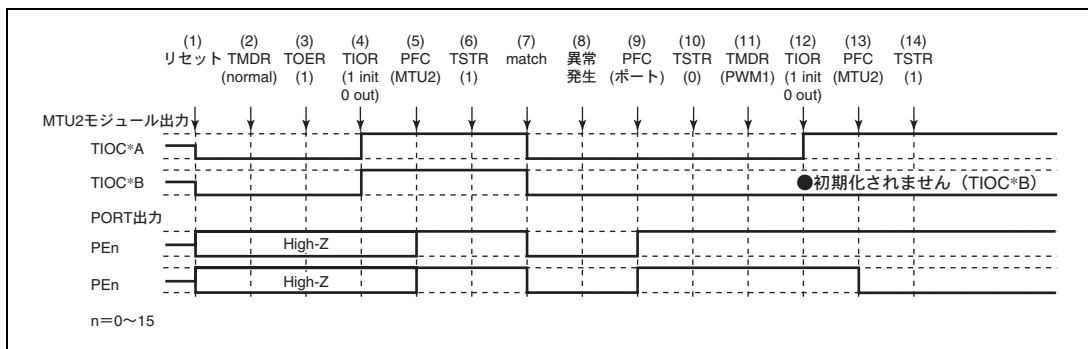 (1) (2) (3) (4) (5) (6) (7) (8) (9) (10) (11) (12) (13) (14)
リセット TMDR TOER TIOR PFC TSTR match 異常 PFC TSTR TMDR TIOR PFC TSTR
(normal) (1) (1 init (MTU2) (1) 発生 (ポート) (0) (PWM1) (1 init (MTU2) (1)
0 out) 0 out)
MTU2モジュール出力
TIOC*A
TIOC*B
●初期化されません（TIOC*B）
PORT出力
PEn
High-Z
PEn
High-Z
n＝0～15